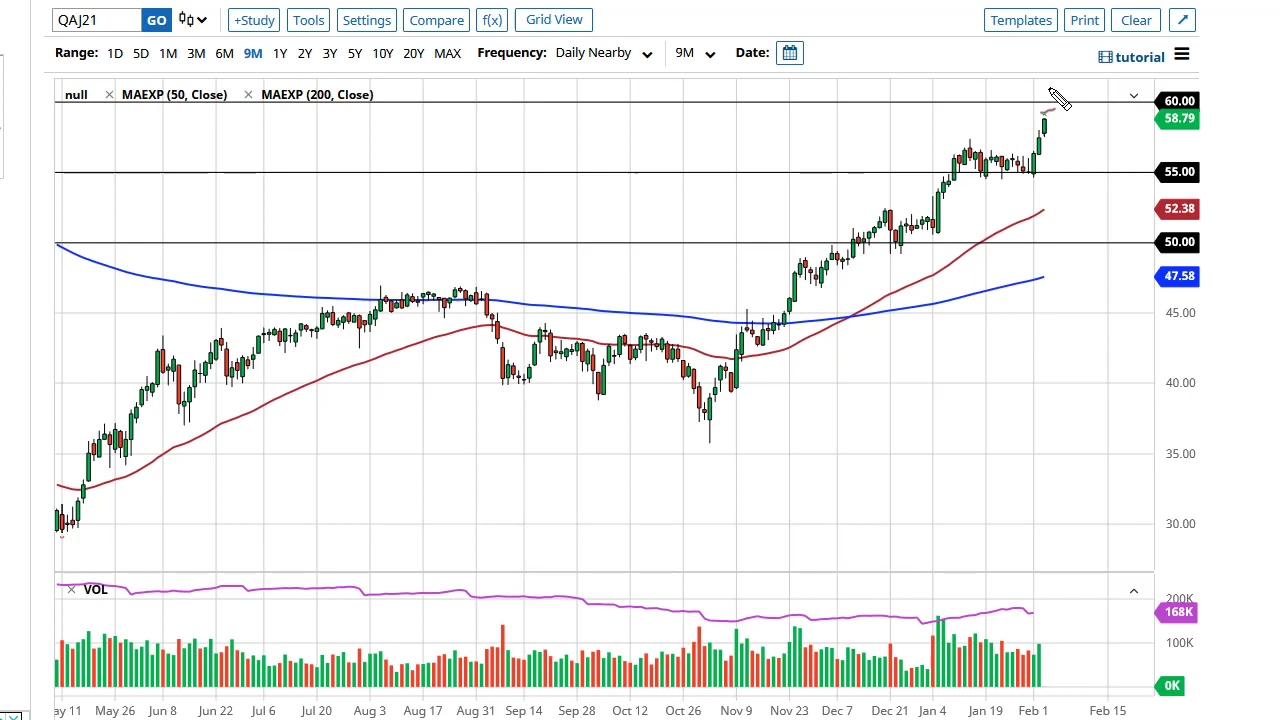 QAJ21 GO +Study Tools Settings Compare f(x) Grid View Templates Print Clear
Range: 1D 5D 1M 3M 6M 9M 1Y 2Y 3Y 5Y 10Y 20Y MAX Frequency: Daily Nearby 9M Date: tutorial
null MAEXP (50, Close) MAEXP (200, Close)
60.00
58.79
55.00
52.38
50.00
47.58
45.00
40.00
35.00
30.00
VOL
200K
168K
100K
0K
ay 11 May 26 Jun 8 Jun 22 Jul 6 Jul 20 Aug 3 Aug 17 Aug 31 Sep 14 Sep 28 Oct 12 Oct 26 Nov 9 Nov 23 Dec 7 Dec 21 Jan 4 Jan 19 Feb 1 Feb 15